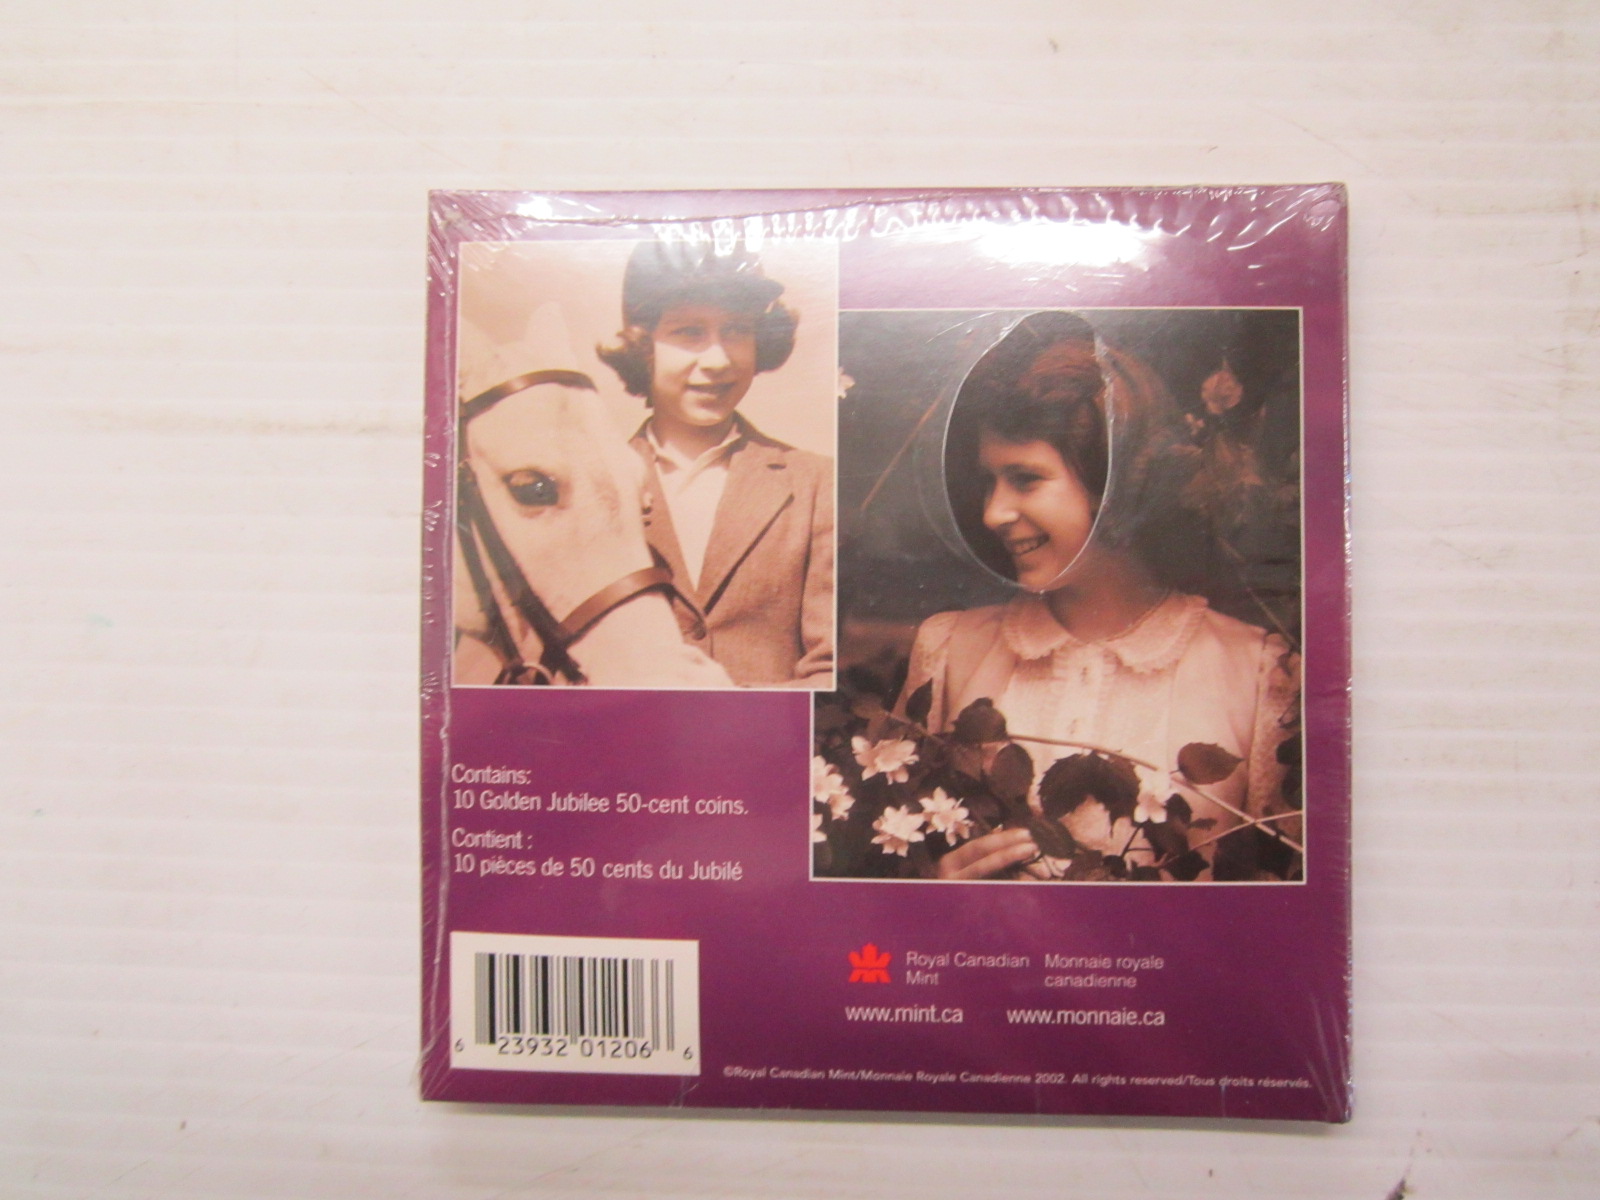 Contains:
10 Golden Jubilee 50-cent coins.
Contient :
10 pièces de 50 cents du Jubilé
6 23932 01206 6
Royal Canadian Mint
Monnaie royale canadienne
www.mint.ca www.monnaie.ca
©Royal Canadian Mint/Monnaie Royale Canadienne 2002. All rights reserved/Tous droits réservés.